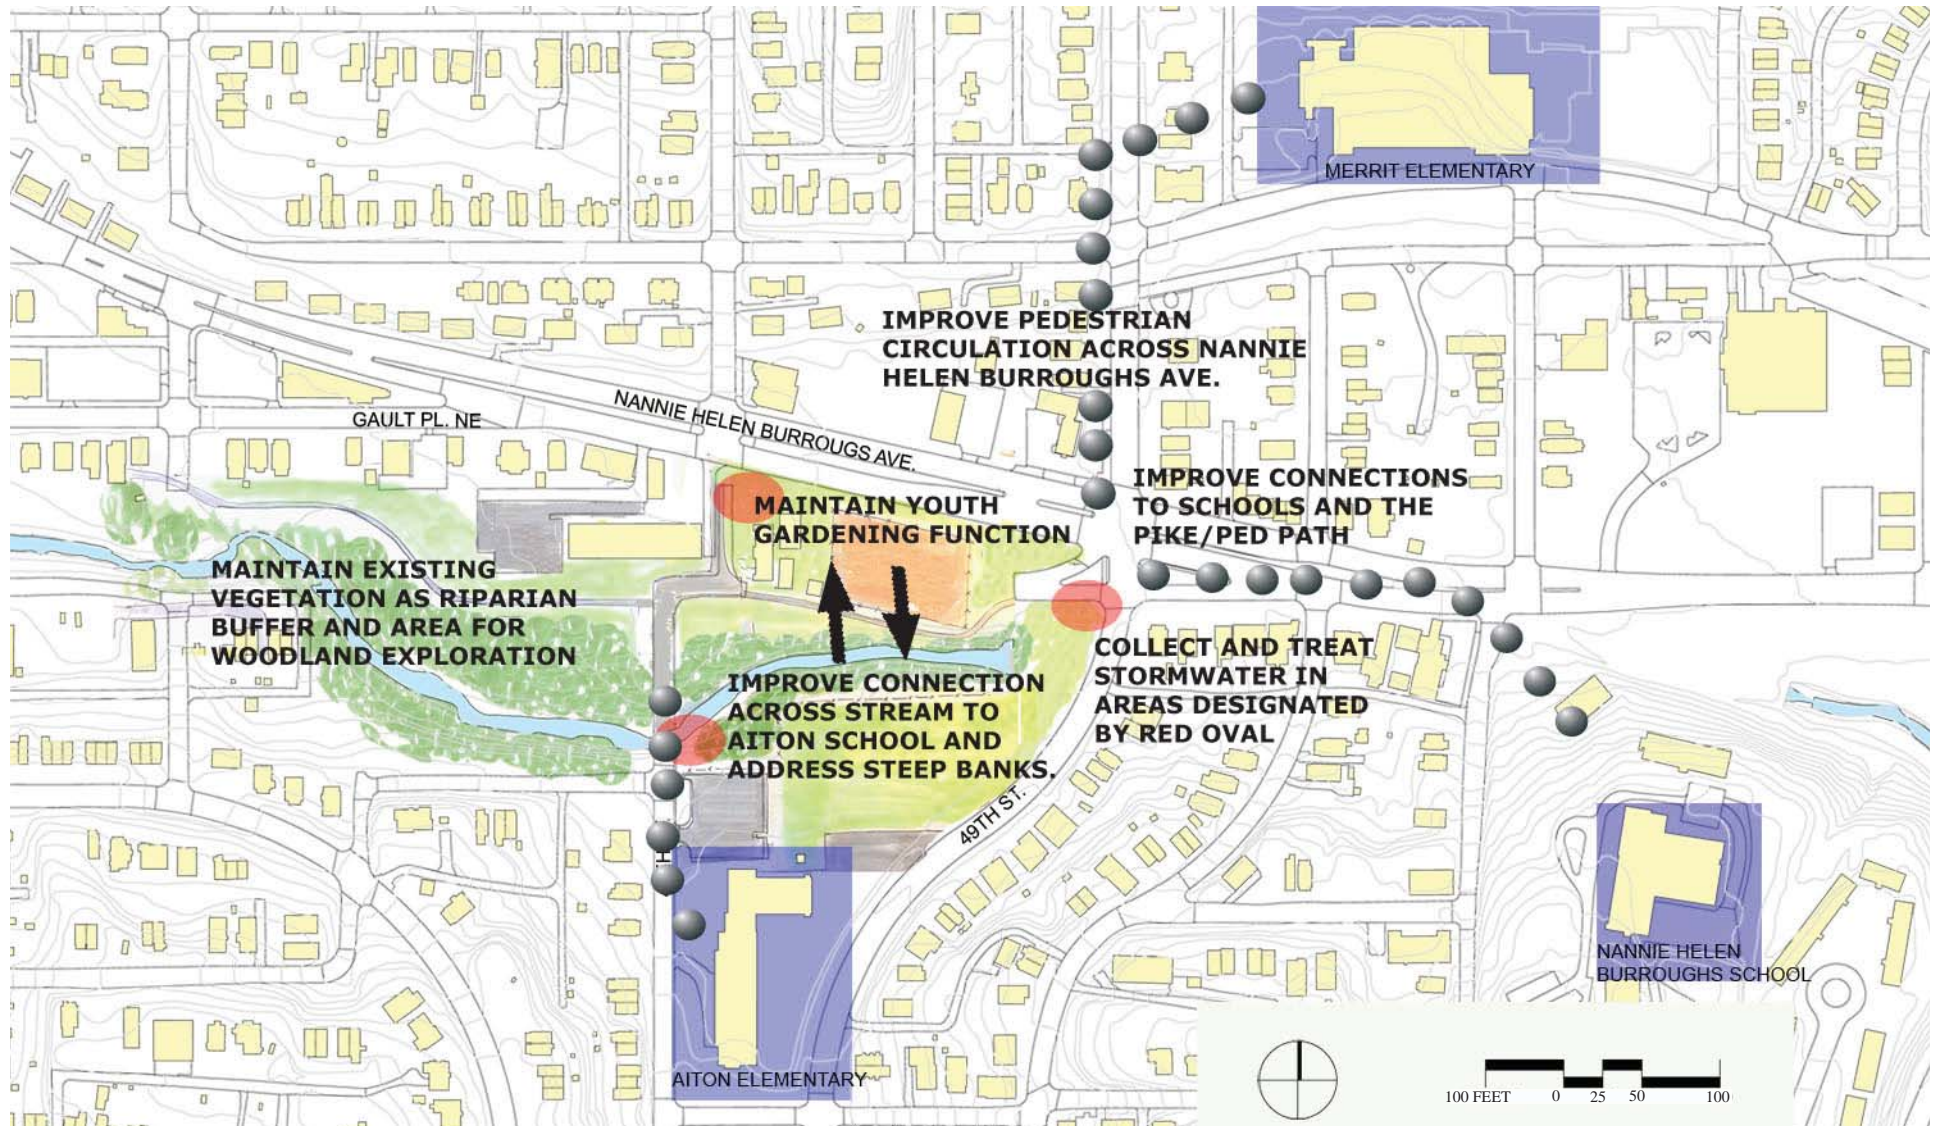 MERRIT ELEMENTARY
IMPROVE PEDESTRIAN
CIRCULATION ACROSS NANNIE
HELEN BURROUGHS AVE.
GAULT PL. NE
NANNIE HELEN BURROUGS AVE.
MAINTAIN YOUTH
GARDENING FUNCTION
IMPROVE CONNECTIONS
TO SCHOOLS AND THE
PIKE/PED PATH
MAINTAIN EXISTING
VEGETATION AS RIPARIAN
BUFFER AND AREA FOR
WOODLAND EXPLORATION
COLLECT AND TREAT
STORMWATER IN
AREAS DESIGNATED
BY RED OVAL
IMPROVE CONNECTION
ACROSS STREAM TO
AITON SCHOOL AND
ADDRESS STEEP BANKS.
49TH ST.
NANNIE HELEN
BURROUGHS SCHOOL
AITON ELEMENTARY
100 FEET 0 25 50 100